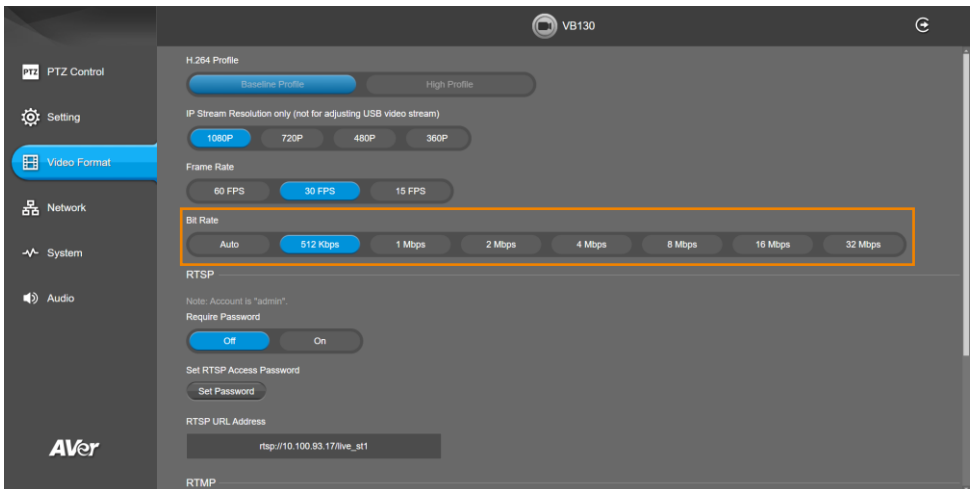 VB130
PTZ PTZ Control
Setting
Video Format
Network
System
Audio
AVer
H.264 Profile
Baseline Profile High Profile
IP Stream Resolution only (not for adjusting USB video stream)
1080P 720P 480P 360P
Frame Rate
60 FPS 30 FPS 15 FPS
Bit Rate
Auto 512 Kbps 1 Mbps 2 Mbps 4 Mbps 8 Mbps 16 Mbps 32 Mbps
RTSP
Note: Account is "admin".
Require Password
Off On
Set RTSP Access Password
Set Password
RTSP URL Address
rtsp://10.100.93.17/live_st1
RTMP